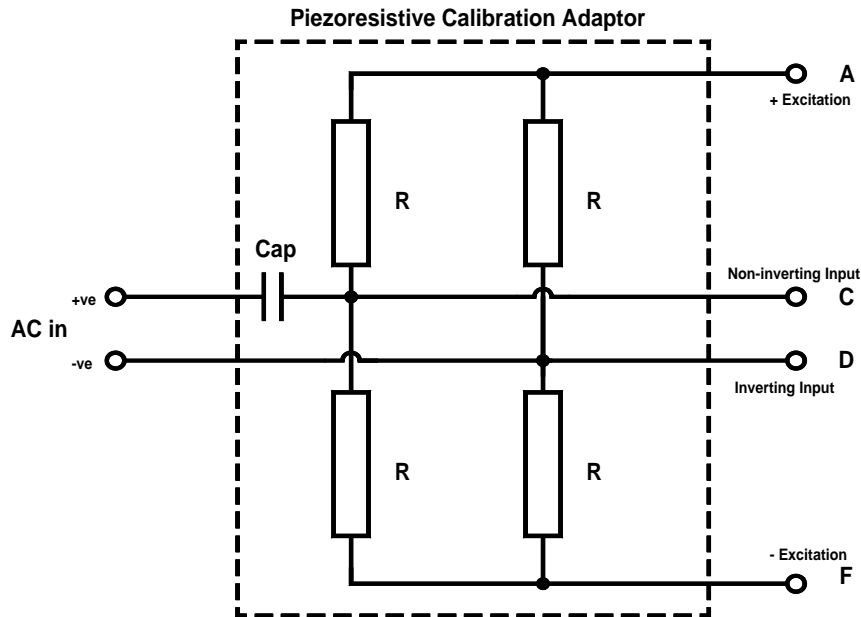 Piezoresistive Calibration Adaptor
A
+ Excitation
R
R
Cap
Non-inverting Input
+ve
C
AC in
-ve
D
Inverting Input
R
R
- Excitation
F